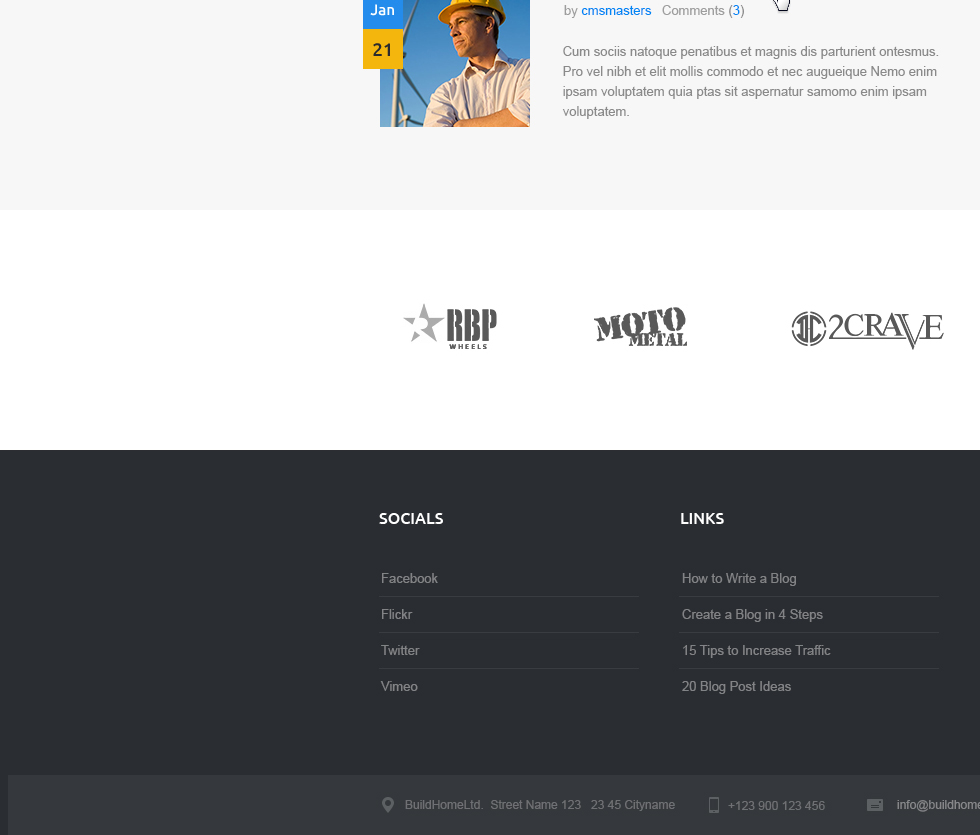 Jan
21
by cmsmasters Comments (3)
Cum sociis natoque penatibus et magnis dis parturient ontesmus.
Pro vel nibh et elit mollis commodo et nec augueique Nemo enim
ipsam voluptatem quia ptas sit aspernatur samomo enim ipsam
voluptatem.
RBP
WHEELS
MOTO
METAL
2CRAVE
SOCIALS
Facebook
Flickr
Twitter
Vimeo
LINKS
How to Write a Blog
Create a Blog in 4 Steps
15 Tips to Increase Traffic
20 Blog Post Ideas
BuildHomeLtd. Street Name 123 23 45 Cityname +123 900 123 456 info@buildhome